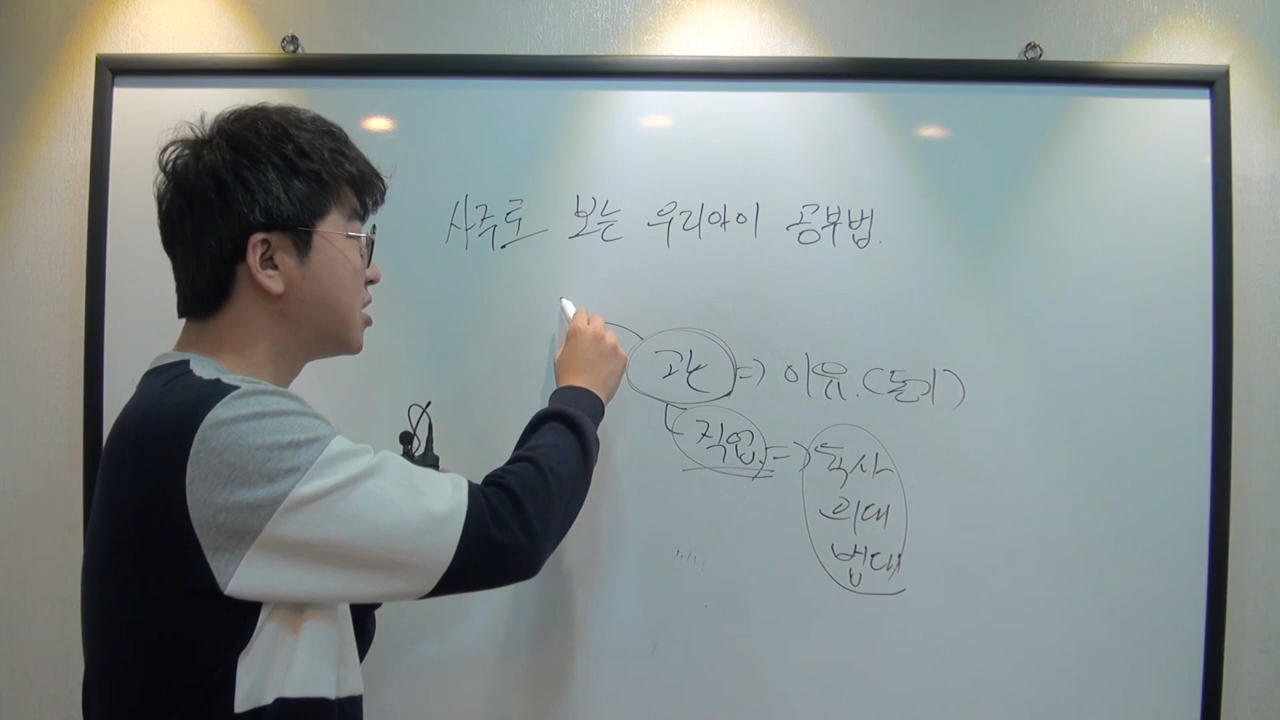 사주로 보는 우리아이 공부법.
관 => 이유. (동기)
직업. => 육사
의대
법대